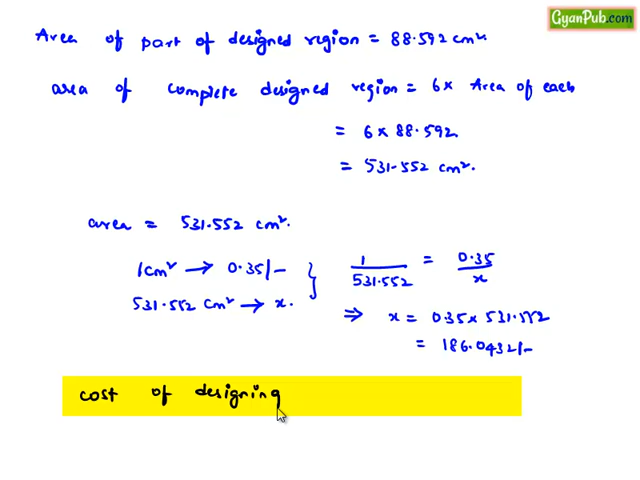 GyanPub.com
Area of part of designed region = 88.592 cm².
area of complete designed region = 6 × Area of each
= 6 × 88.592
= 531.552 cm².
area = 531.552 cm².
1cm² → 0.35/- } 1/531.552 = 0.35/x
531.552 cm² → x.
⇒ x = 0.35 × 531.552
= 186.0432/-
cost of designing